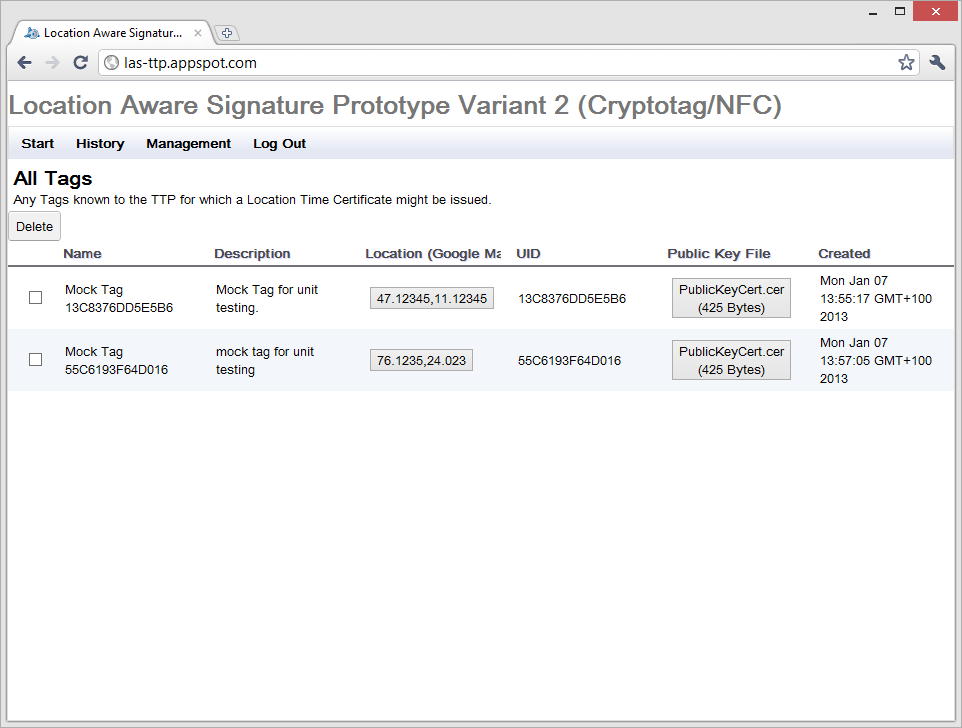 Location Aware Signatur...
las-ttp.appspot.com
Location Aware Signature Prototype Variant 2 (Cryptotag/NFC)
Start History Management Log Out
All Tags
Any Tags known to the TTP for which a Location Time Certificate might be issued.
Delete
Name Description Location (Google Ma UID Public Key File Created
Mock Tag
13C8376DD5E5B6
Mock Tag for unit
testing.
47.12345,11.12345
13C8376DD5E5B6
PublicKeyCert.cer
(425 Bytes)
Mon Jan 07
13:55:17 GMT+100
2013
Mock Tag
55C6193F64D016
mock tag for unit
testing
76.1235,24.023
55C6193F64D016
PublicKeyCert.cer
(425 Bytes)
Mon Jan 07
13:57:05 GMT+100
2013